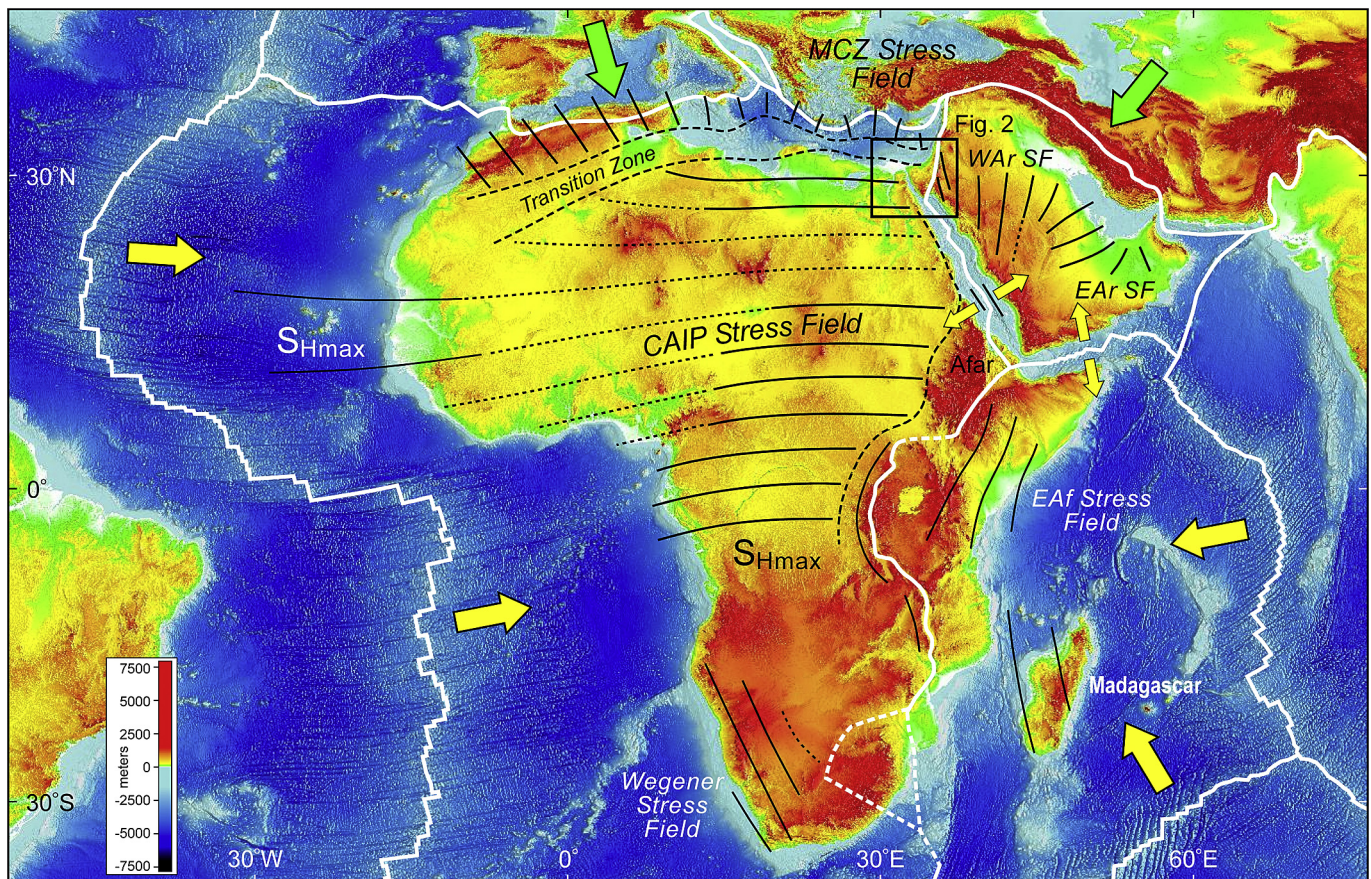 MCZ Stress
Field
Fig. 2
WAr SF
30°N
Transition Zone
EAr SF
SHmax
CAIP Stress Field
Afar
0°
EAf Stress
Field
SHmax
Madagascar
Wegener
Stress
Field
7500
5000
2500
0
-2500
-5000
-7500
meters
30°S
30°W
0°
30°E
60°E